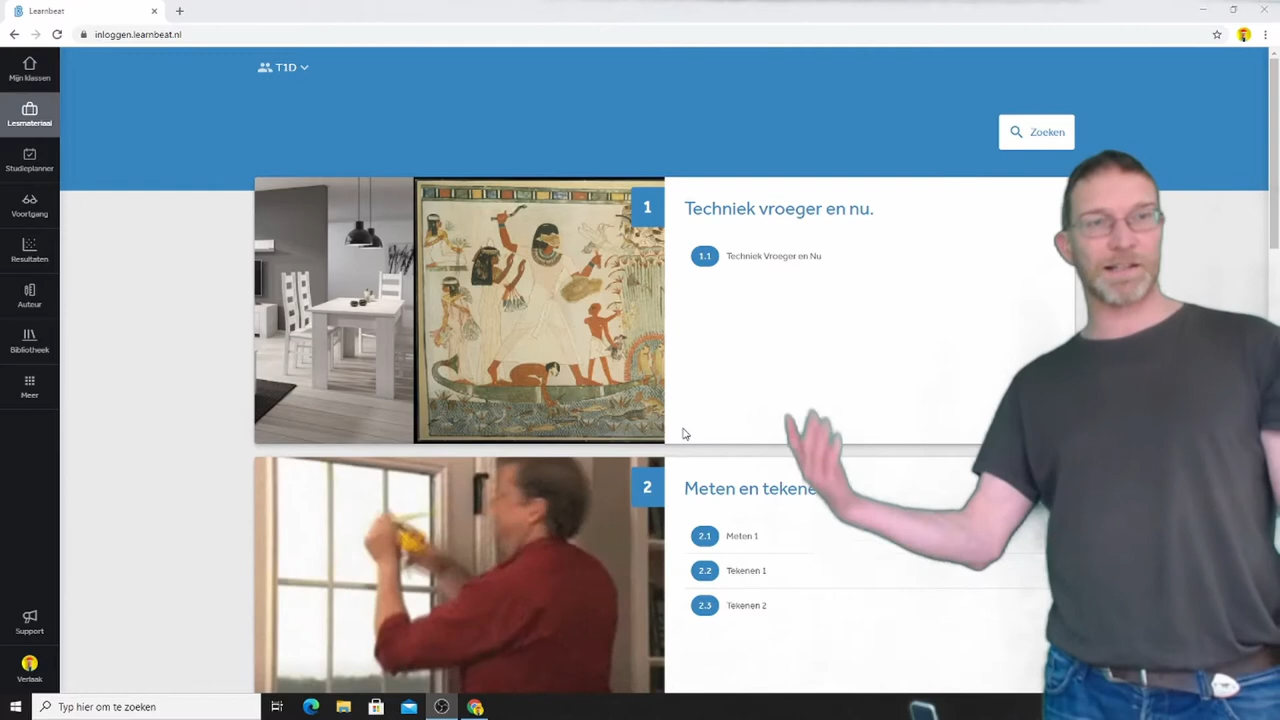 Learnbeat
inloggen.learnbeat.nl
Mijn klassen
Lesmateriaal
Studieplanner
Voortgang
Resultaten
Auteur
Bibliotheek
Meer
Support
Verlaak
T1D
Zoeken
1
Techniek vroeger en nu.
1.1 Techniek Vroeger en Nu
2
Meten en tekene
2.1 Meten 1
2.2 Tekenen 1
2.3 Tekenen 2
Typ hier om te zoeken